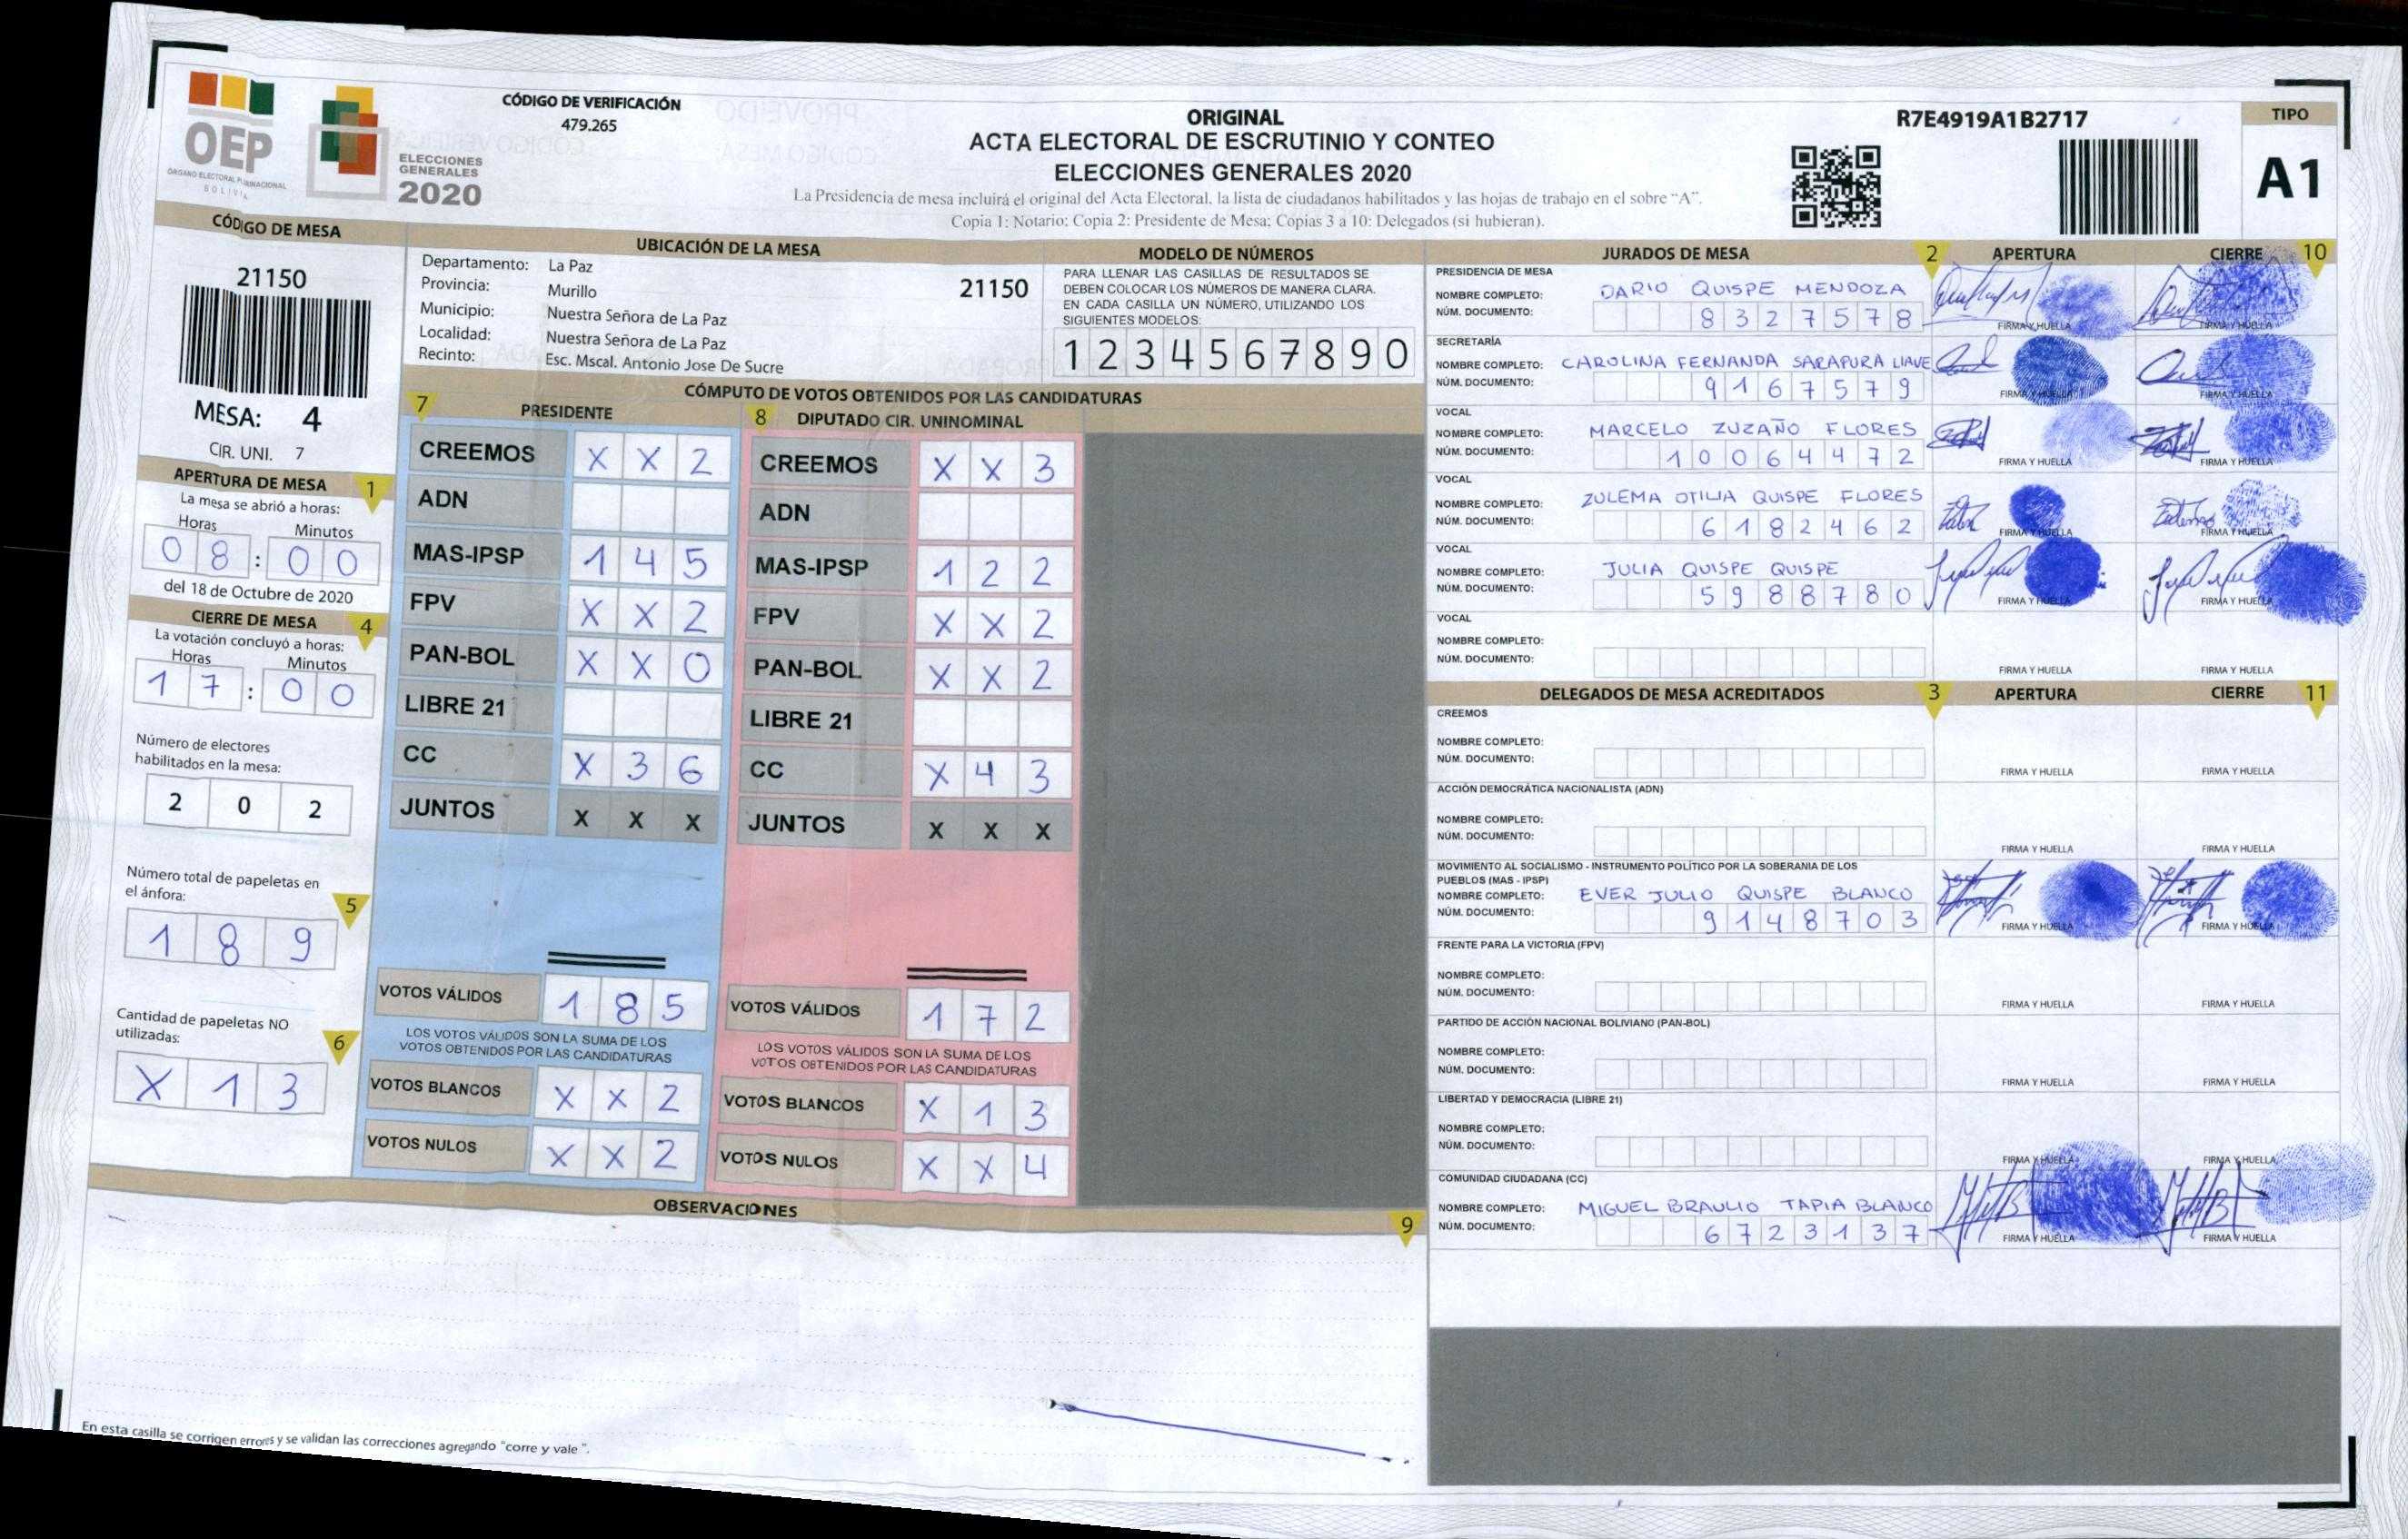 OEP
ÓRGANO ELECTORAL PLURINACIONAL
BOLIVIA
ELECCIONES
GENERALES
2020
CÓDIGO DE VERIFICACIÓN
479.265
ORIGINAL
ACTA ELECTORAL DE ESCRUTINIO Y CONTEO
ELECCIONES GENERALES 2020
La Presidencia de mesa incluirá el original del Acta Electoral, la lista de ciudadanos habilitados y las hojas de trabajo en el sobre "A".
Copia 1: Notario; Copia 2: Presidente de Mesa; Copias 3 a 10: Delegados (si hubieran).
R7E4919A1B2717
TIPO
A1
CÓDIGO DE MESA
21150
MESA: 4
CIR. UNI. 7
APERTURA DE MESA 1
La mesa se abrió a horas:
Horas Minutos
0 8 : 0 0
del 18 de Octubre de 2020
CIERRE DE MESA 4
La votación concluyó a horas:
Horas Minutos
1 7 : 0 0
Número de electores
habilitados en la mesa:
2 0 2
Número total de papeletas en
el ánfora: 5
1 8 9
Cantidad de papeletas NO
utilizadas: 6
X 1 3
UBICACIÓN DE LA MESA
Departamento: La Paz
Provincia: Murillo
21150
Municipio: Nuestra Señora de La Paz
Localidad: Nuestra Señora de La Paz
Recinto: Esc. Mscal. Antonio Jose De Sucre
MODELO DE NÚMEROS
PARA LLENAR LAS CASILLAS DE RESULTADOS SE
DEBEN COLOCAR LOS NÚMEROS DE MANERA CLARA.
EN CADA CASILLA UN NÚMERO, UTILIZANDO LOS
SIGUIENTES MODELOS:
1 2 3 4 5 6 7 8 9 0
CÓMPUTO DE VOTOS OBTENIDOS POR LAS CANDIDATURAS
7 PRESIDENTE
CREEMOS X X 2
ADN
MAS-IPSP 1 4 5
FPV X X 2
PAN-BOL X X 0
LIBRE 21
CC X 3 6
JUNTOS X X X
VOTOS VÁLIDOS 1 8 5
LOS VOTOS VÁLIDOS SON LA SUMA DE LOS
VOTOS OBTENIDOS POR LAS CANDIDATURAS
VOTOS BLANCOS X X 2
VOTOS NULOS X X 2
8 DIPUTADO CIR. UNINOMINAL
CREEMOS X X 3
ADN
MAS-IPSP 1 2 2
FPV X X 2
PAN-BOL X X 2
LIBRE 21
CC X 4 3
JUNTOS X X X
VOTOS VÁLIDOS 1 7 2
LOS VOTOS VÁLIDOS SON LA SUMA DE LOS
VOTOS OBTENIDOS POR LAS CANDIDATURAS
VOTOS BLANCOS X 1 3
VOTOS NULOS X X 4
OBSERVACIONES 9
En esta casilla se corrigen errores y se validan las correcciones agregando "corre y vale ".
JURADOS DE MESA 2 APERTURA CIERRE 10
PRESIDENCIA DE MESA
NOMBRE COMPLETO: DARIO QUISPE MENDOZA
NÚM. DOCUMENTO: 8 3 2 7 5 7 8
FIRMA Y HUELLA FIRMA Y HUELLA
SECRETARÍA
NOMBRE COMPLETO: CAROLINA FERNANDA SARAPURA LIAVE
NÚM. DOCUMENTO: 9 1 6 7 5 7 9
FIRMA Y HUELLA FIRMA Y HUELLA
VOCAL
NOMBRE COMPLETO: MARCELO ZUZAÑO FLORES
NÚM. DOCUMENTO: 1 0 0 6 4 4 7 2
FIRMA Y HUELLA FIRMA Y HUELLA
VOCAL
NOMBRE COMPLETO: ZULEMA OTILIA QUISPE FLORES
NÚM. DOCUMENTO: 6 1 8 2 4 6 2
FIRMA Y HUELLA FIRMA Y HUELLA
VOCAL
NOMBRE COMPLETO: JULIA QUISPE QUISPE
NÚM. DOCUMENTO: 5 9 8 8 7 8 0
FIRMA Y HUELLA FIRMA Y HUELLA
VOCAL
NOMBRE COMPLETO:
NÚM. DOCUMENTO:
FIRMA Y HUELLA FIRMA Y HUELLA
DELEGADOS DE MESA ACREDITADOS 3 APERTURA CIERRE 11
CREEMOS
NOMBRE COMPLETO:
NÚM. DOCUMENTO:
FIRMA Y HUELLA FIRMA Y HUELLA
ACCIÓN DEMOCRÁTICA NACIONALISTA (ADN)
NOMBRE COMPLETO:
NÚM. DOCUMENTO:
FIRMA Y HUELLA FIRMA Y HUELLA
MOVIMIENTO AL SOCIALISMO - INSTRUMENTO POLÍTICO POR LA SOBERANIA DE LOS
PUEBLOS (MAS - IPSP)
NOMBRE COMPLETO: EVER JULIO QUISPE BLANCO
NÚM. DOCUMENTO: 9 1 4 8 7 0 3
FIRMA Y HUELLA FIRMA Y HUELLA
FRENTE PARA LA VICTORIA (FPV)
NOMBRE COMPLETO:
NÚM. DOCUMENTO:
FIRMA Y HUELLA FIRMA Y HUELLA
PARTIDO DE ACCIÓN NACIONAL BOLIVIANO (PAN-BOL)
NOMBRE COMPLETO:
NÚM. DOCUMENTO:
FIRMA Y HUELLA FIRMA Y HUELLA
LIBERTAD Y DEMOCRACIA (LIBRE 21)
NOMBRE COMPLETO:
NÚM. DOCUMENTO:
FIRMA Y HUELLA FIRMA Y HUELLA
COMUNIDAD CIUDADANA (CC)
NOMBRE COMPLETO: MIGUEL BRAULIO TAPIA BLANCO
NÚM. DOCUMENTO: 6 7 2 3 1 3 7
FIRMA Y HUELLA FIRMA Y HUELLA